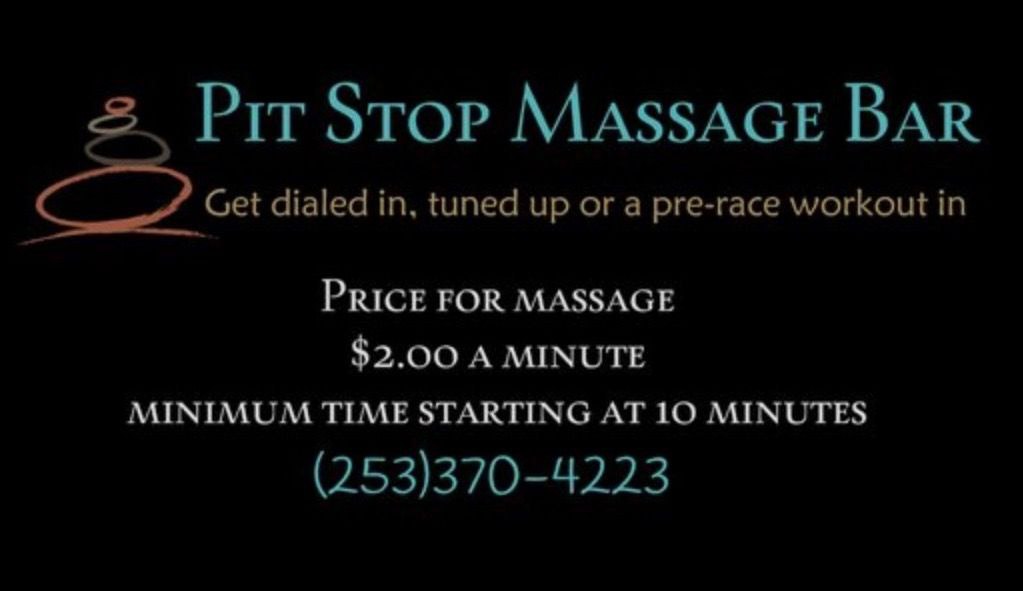 Pit Stop Massage Bar
Get dialed in, tuned up or a pre-race workout in
Price for massage
$2.00 a minute
minimum time starting at 10 minutes
(253)370-4223